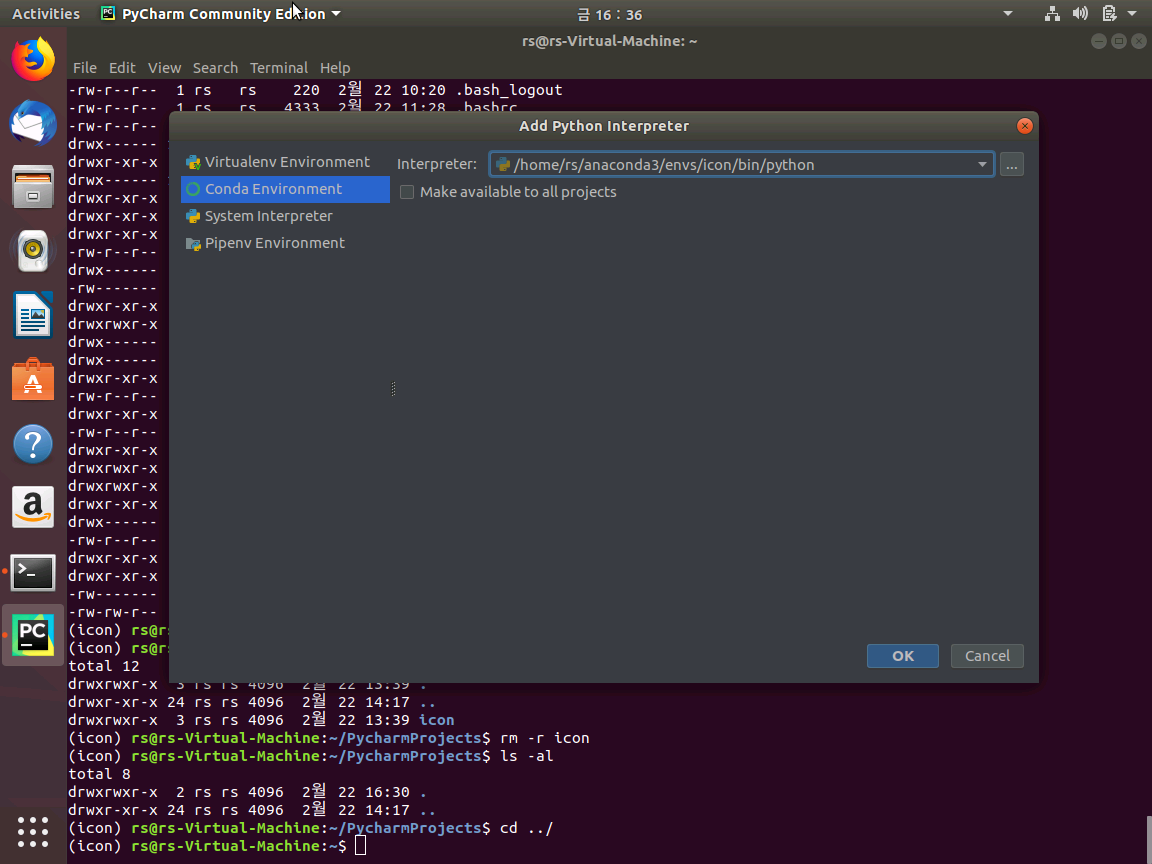 Activities PyCharm Community Edition 금 16 : 36
rs@rs-Virtual-Machine: ~
File Edit View Search Terminal Help
-rw-r--r-- 1 rs rs 220 2월 22 10:20 .bash_logout
-rw-r--r-- 1 rs rs 4333 2월 22 11:28 .bashrc
drwxr-xr-x
Add Python Interpreter
-rw-r--r--
drwx------
Virtualenv Environment Interpreter: /home/rs/anaconda3/envs/icon/bin/python ...
drwxr-xr-x
drwx------
Conda Environment Make available to all projects
drwxr-xr-x
System Interpreter
drwxr-xr-x
drwxr-xr-x
Pipenv Environment
-rw-r--r--
drwx------
-rw-------
drwxr-xr-x
drwxrwxr-x
drwx------
drwx------
drwxr-xr-x
-rw-r--r--
drwxr-xr-x
-rw-r--r--
drwxr-xr-x
drwxrwxr-x
drwxrwxr-x
drwxr-xr-x
drwx------
-rw-r--r--
drwxr-xr-x
drwxr-xr-x
-rw-------
-rw-rw-r--
(icon) rs@rs
(icon) rs@rs
OK Cancel
total 12
drwxrwxr-x 3 rs rs 4096 2월 22 13:39 .
drwxr-xr-x 24 rs rs 4096 2월 22 14:17 ..
drwxrwxr-x 3 rs rs 4096 2월 22 13:39 icon
(icon) rs@rs-Virtual-Machine:~/PycharmProjects$ rm -r icon
(icon) rs@rs-Virtual-Machine:~/PycharmProjects$ ls -al
total 8
drwxrwxr-x 2 rs rs 4096 2월 22 16:30 .
drwxr-xr-x 24 rs rs 4096 2월 22 14:17 ..
(icon) rs@rs-Virtual-Machine:~/PycharmProjects$ cd ../
(icon) rs@rs-Virtual-Machine:~$